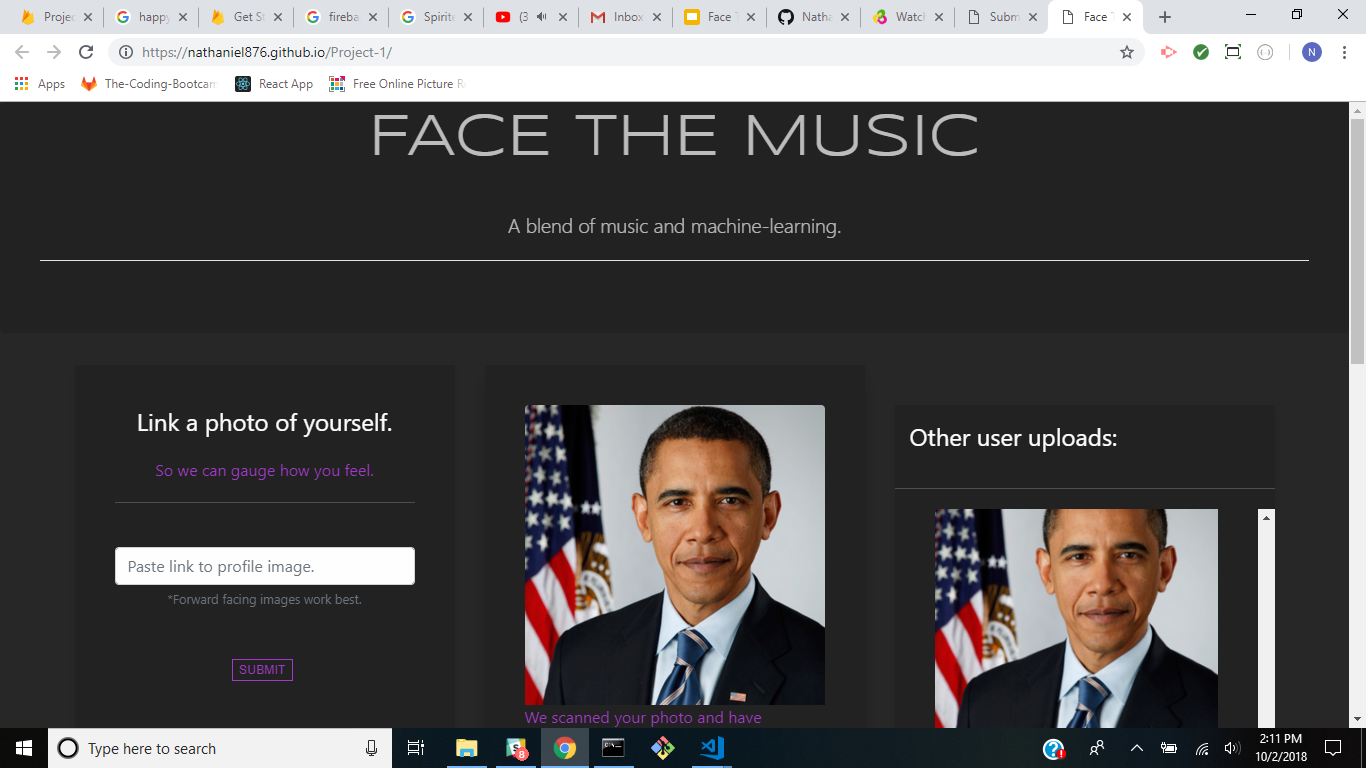 Projec
happy
Get St
fireba
Spirite
(3
Inbox
Face T
Natha
Watch
Subm
Face T
https://nathaniel876.github.io/Project-1/
N
Apps
The-Coding-Bootcam
React App
Free Online Picture Re
FACE THE MUSIC
A blend of music and machine-learning.
Link a photo of yourself.
So we can gauge how you feel.
Paste link to profile image.
*Forward facing images work best.
SUBMIT
We scanned your photo and have
Other user uploads:
Type here to search
8
2:11 PM
10/2/2018